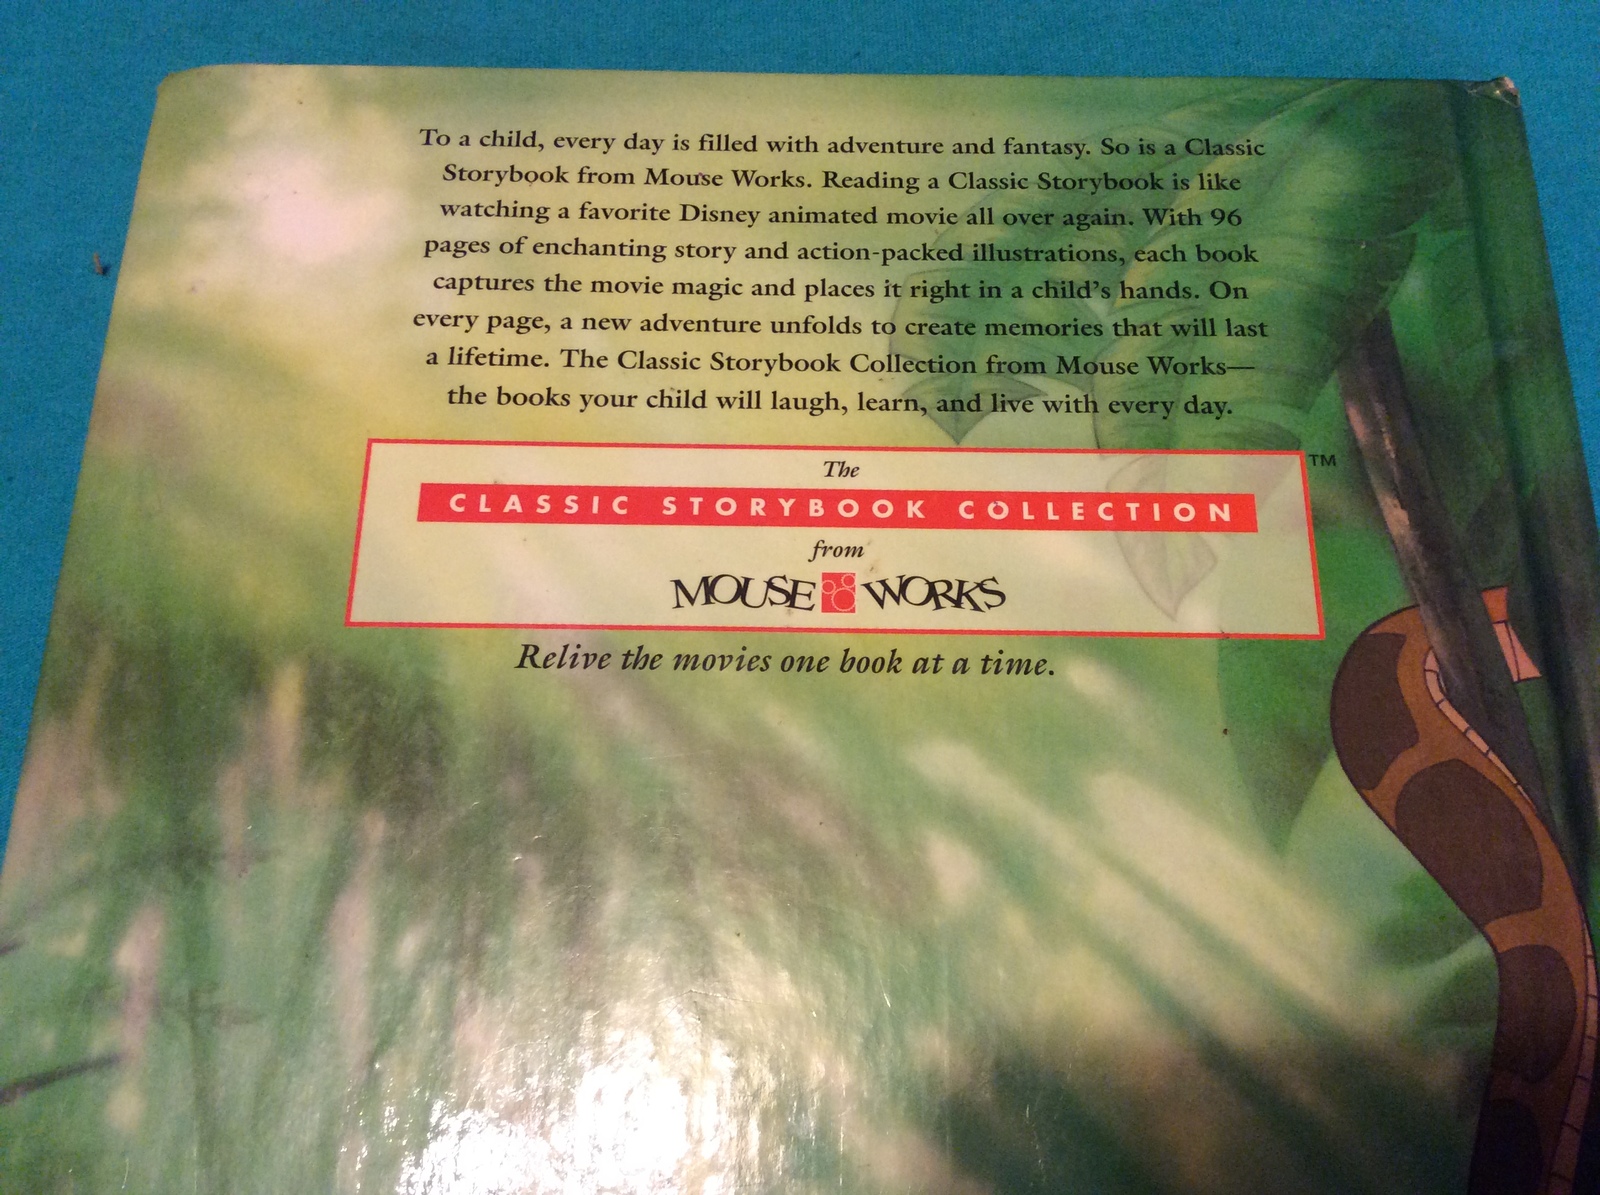 To a child, every day is filled with adventure and fantasy. So is a Classic
Storybook from Mouse Works. Reading a Classic Storybook is like
watching a favorite Disney animated movie all over again. With 96
pages of enchanting story and action-packed illustrations, each book
captures the movie magic and places it right in a child's hands. On
every page, a new adventure unfolds to create memories that will last
a lifetime. The Classic Storybook Collection from Mouse Works—
the books your child will laugh, learn, and live with every day.
The TM
CLASSIC STORYBOOK COLLECTION
from
MOUSE WORKS
Relive the movies one book at a time.